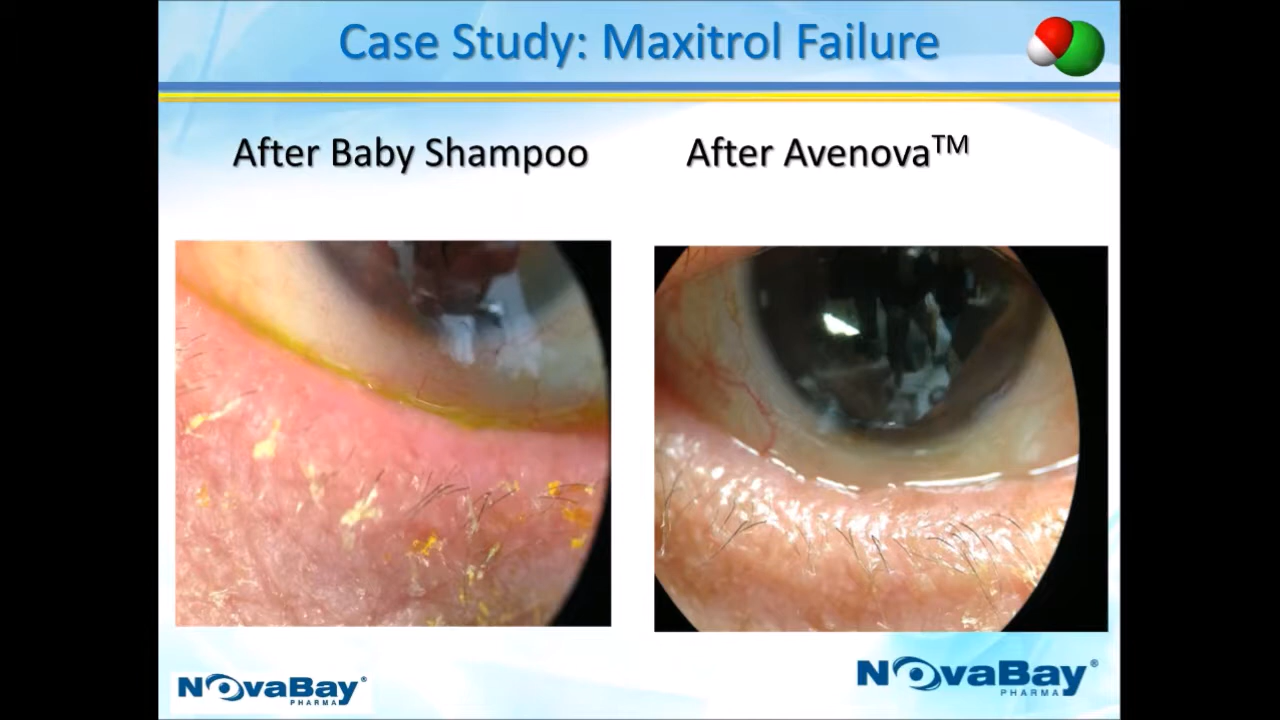 Case Study: Maxitrol Failure
After Baby Shampoo
After Avenova™
NovaBay®
PHARMA
NovaBay®
PHARMA